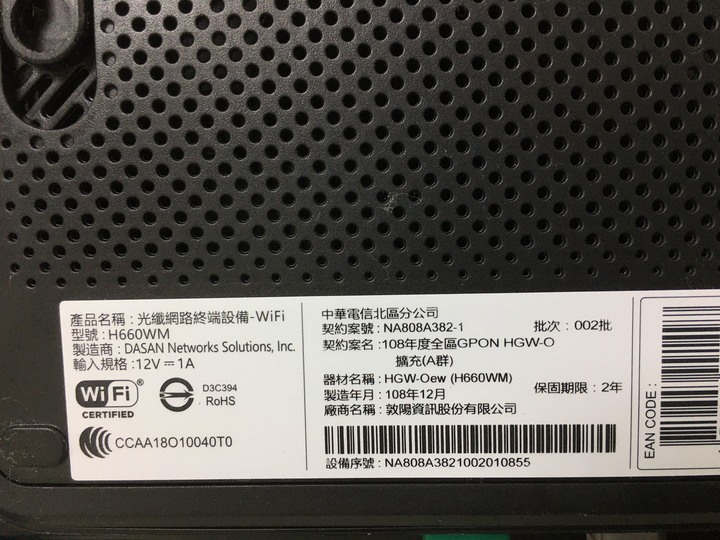 產品名稱：光纖網路終端設備-WiFi
型號：H660WM
製造商：DASAN Networks Solutions, Inc.
輸入規格：12V⎓1A
Wi Fi®
CERTIFIED
D3C394
RoHS
CCAA18O10040T0
中華電信北區分公司
契約案號：NA808A382-1
批次：002批
契約案名：108年度全區GPON HGW-O
擴充(A群)
器材名稱：HGW-Oew (H660WM)
製造年月：108年12月
保固期限：2年
廠商名稱：敦陽資訊股份有限公司
設備序號：NA808A3821002010855
EAN CODE：